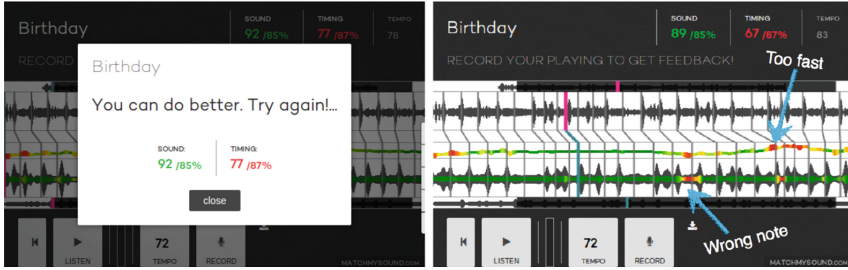 Birthday
SOUND
92 /85%
TIMING
77 /87%
TEMPO
78
RECORD
Birthday
You can do better. Try again!...
SOUND:
92 /85%
TIMING:
77 /87%
close
LISTEN
72
TEMPO
RECORD
MATCHMYSOUND.COM
Birthday
SOUND
89 /85%
TIMING
67 /87%
TEMPO
83
RECORD YOUR PLAYING TO GET FEEDBACK!
Too fast
Wrong note
LISTEN
72
TEMPO
RECORD
MATCHMYSOUND.COM